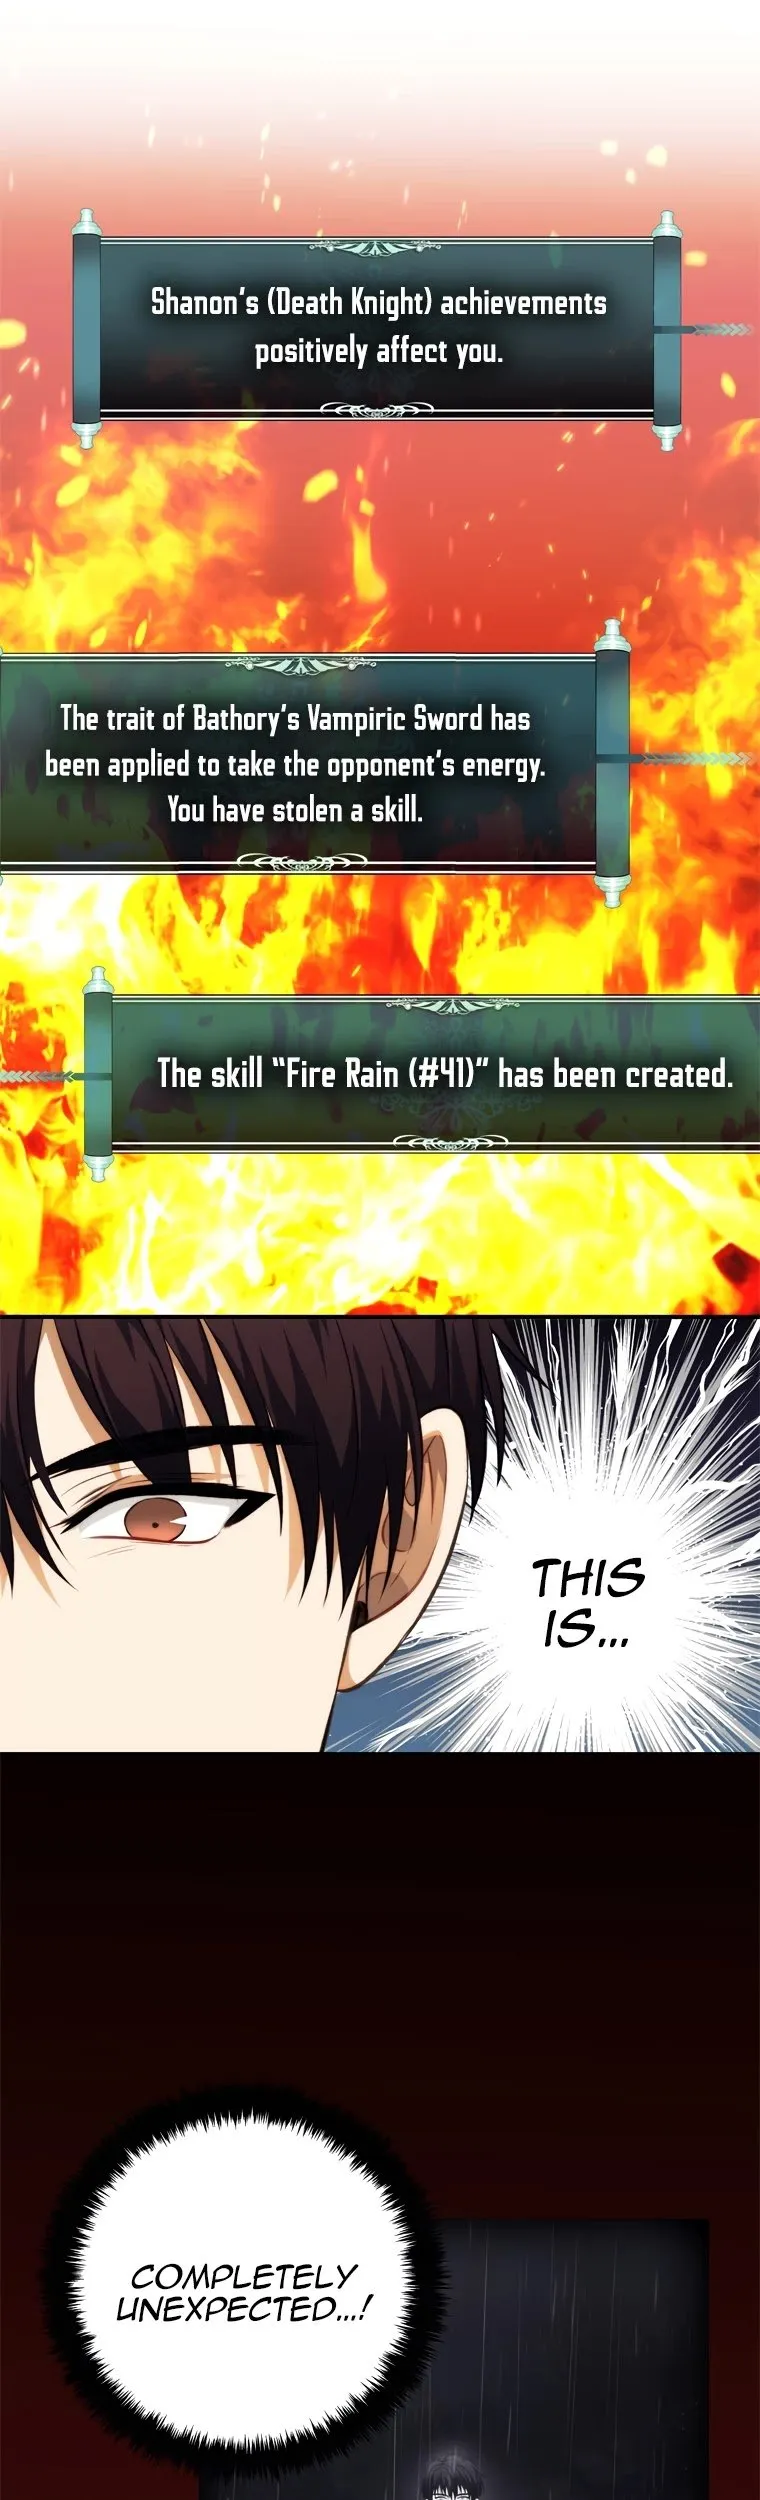 Shanon's (Death Knight) achievements
positively affect you.
The trait of Bathory's Vampiric Sword has
been applied to take the opponent's energy.
You have stolen a skill.
The skill "Fire Rain (#41)" has been created.
THIS
IS...
COMPLETELY
UNEXPECTED...!